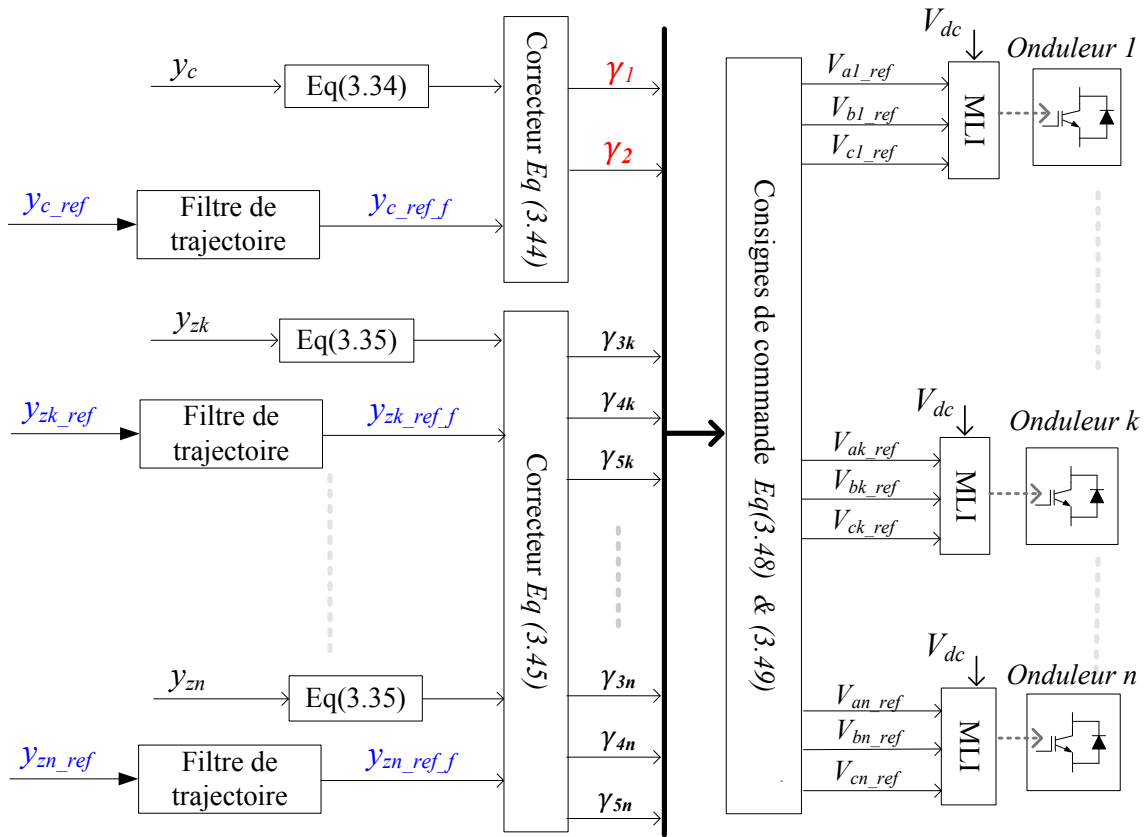 y_c
Eq(3.34)
y_c_ref
Filtre de
trajectoire
y_c_ref_f
Correcteur Eq (3.44)
γ1
γ2
y_zk
Eq(3.35)
y_zk_ref
Filtre de
trajectoire
y_zk_ref_f
y_zn
Eq(3.35)
y_zn_ref
Filtre de
trajectoire
y_zn_ref_f
Correcteur Eq (3.45)
γ3k
γ4k
γ5k
γ3n
γ4n
γ5n
Consignes de commande Eq(3.48) & (3.49)
V_dc
Onduleur 1
V_a1_ref
V_b1_ref
V_c1_ref
MLI
V_dc
Onduleur k
V_ak_ref
V_bk_ref
V_ck_ref
MLI
V_dc
Onduleur n
V_an_ref
V_bn_ref
V_cn_ref
MLI